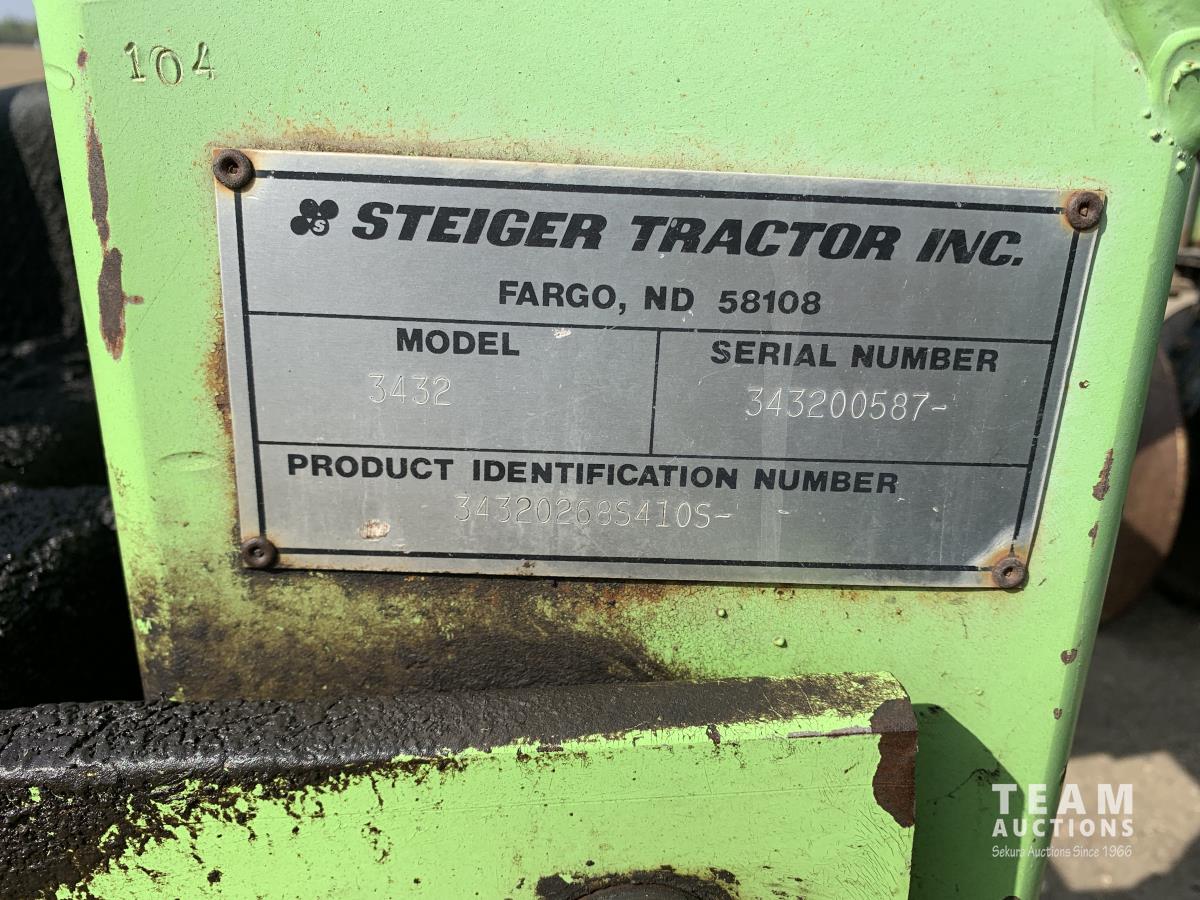 104
S
STEIGER TRACTOR INC.
FARGO, ND 58108
MODEL
3432
SERIAL NUMBER
343200587-
PRODUCT IDENTIFICATION NUMBER
34320268S410S-
TEAM
AUCTIONS
Sekura Auctions Since 1966